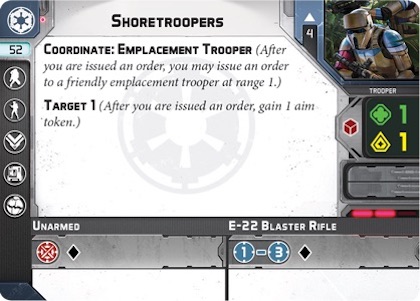 SHORETROOPERS
4
52
COORDINATE: EMPLACEMENT TROOPER (After
you are issued an order, you may issue an order
to a friendly emplacement trooper at range 1.)
TARGET 1 (After you are issued an order, gain 1 aim
token.)
TROOPER
1
1
UNARMED
E-22 BLASTER RIFLE
1 – 3